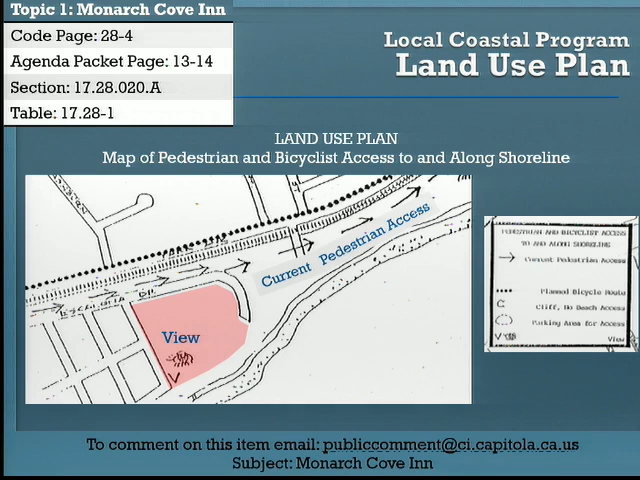 Topic 1: Monarch Cove Inn
Code Page: 28-4
Agenda Packet Page: 13-14
Section: 17.28.020.A
Table: 17.28-1
Local Coastal Program
Land Use Plan
LAND USE PLAN
Map of Pedestrian and Bicyclist Access to and Along Shoreline
Current Pedestrian Access
View
PEDESTRIAN AND BICYCLIST ACCESS
TO AND ALONG SHORELINE
Current Pedestrian Access
Planned Bicycle Route
Cliff, No Beach Access
Parking Area for Access
View
To comment on this item email: publiccomment@ci.capitola.ca.us
Subject: Monarch Cove Inn